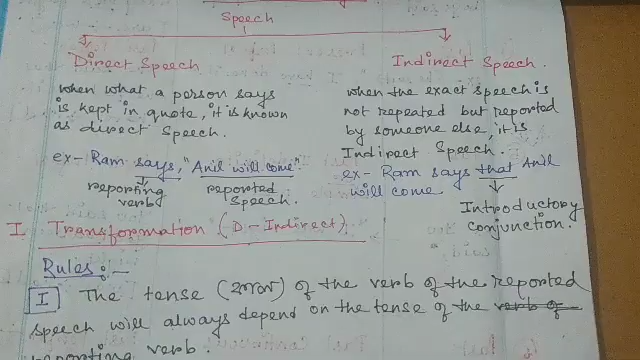 Speech
Direct Speech
when what a person says
is kept in quote, it is known
as direct Speech.
ex- Ram says, "Anil will come".
reporting verb
reported Speech.
Indirect Speech.
when the exact speech is
not repeated but reported
by someone else, it is
Indirect Speech.
ex- Ram says that Anil
will come
Introductory
conjunction.
I Transformation (D - Indirect)
Rules:-
I The tense ( ) of the verb of the reported
speech will always depend on the tense of the verb of
reporting verb.